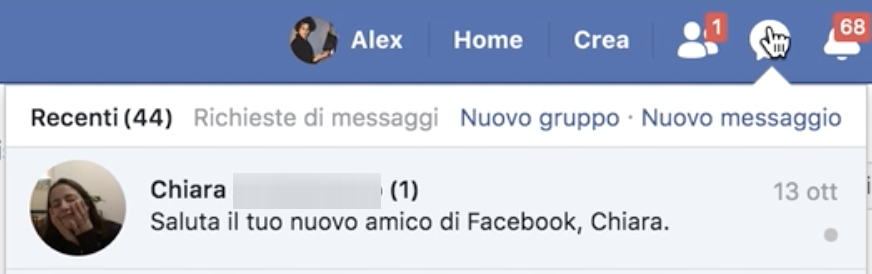 Alex Home Crea 1 68
Recenti (44) Richieste di messaggi Nuovo gruppo · Nuovo messaggio
Chiara (1) 13 ott
Saluta il tuo nuovo amico di Facebook, Chiara.